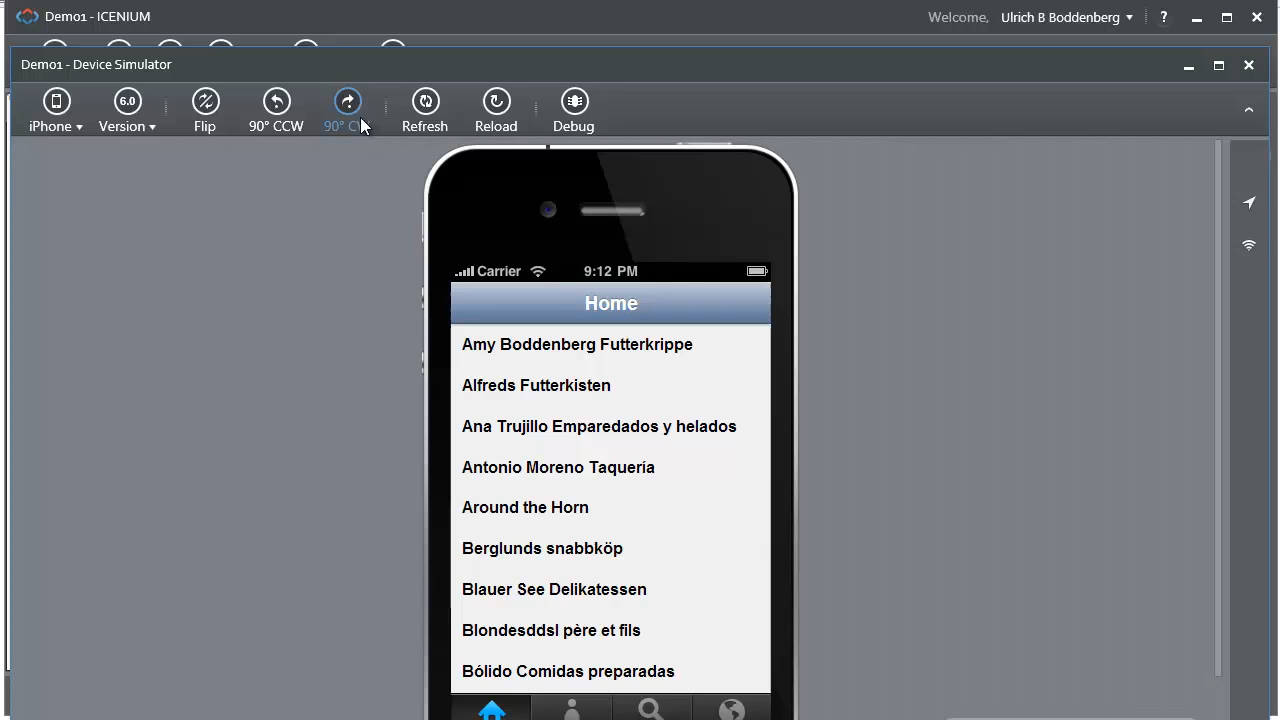 Demo1 - ICENIUM
Welcome, Ulrich B Boddenberg ?
Demo1 - Device Simulator
6.0
iPhone Version Flip 90° CCW 90° Refresh Reload Debug
Carrier 9:12 PM
Home
Amy Boddenberg Futterkrippe
Alfreds Futterkisten
Ana Trujillo Emparedados y helados
Antonio Moreno Taquería
Around the Horn
Berglunds snabbköp
Blauer See Delikatessen
Blondesddsl père et fils
Bólido Comidas preparadas